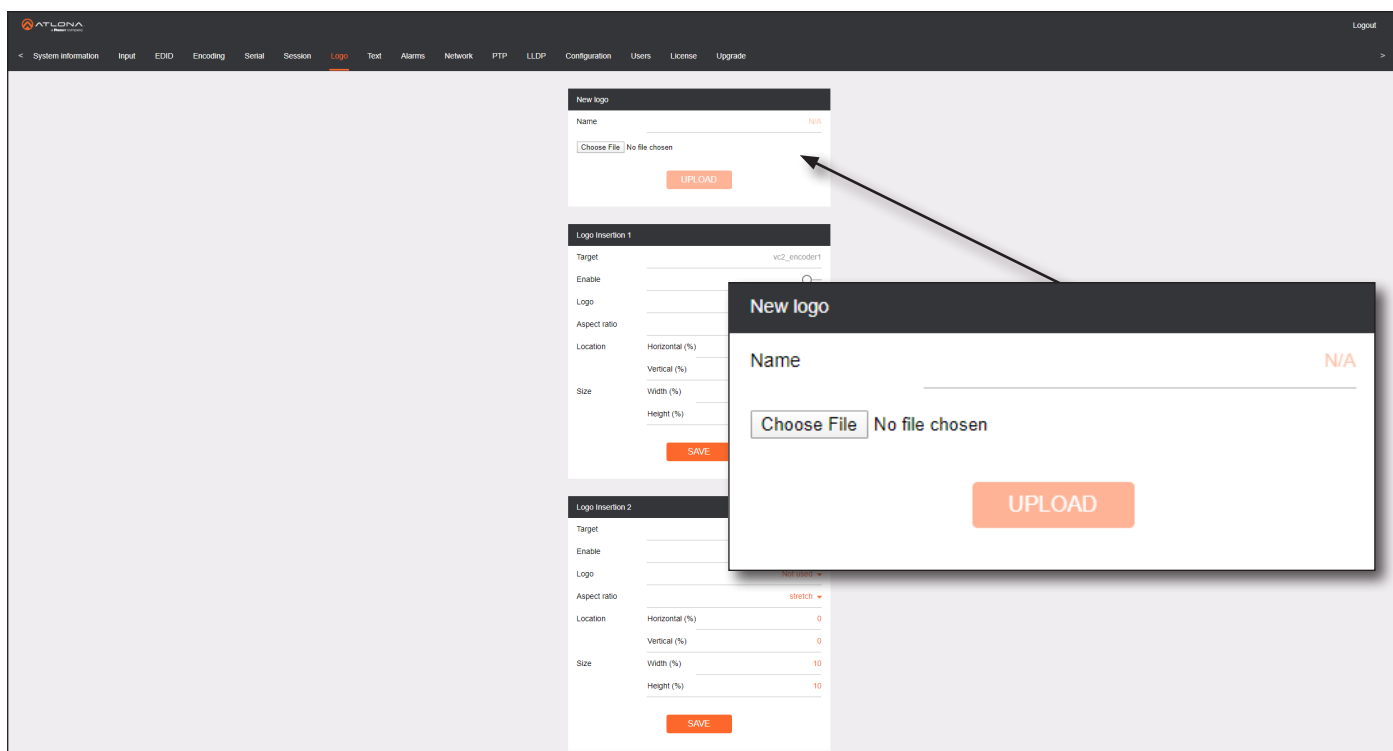 ATLONA
Logout
< System information Input EDID Encoding Serial Session Logo Text Alarms Network PTP LLDP Configuration Users License Upgrade >
New logo
Name N/A
Choose File No file chosen
UPLOAD
Logo Insertion 1
Target vc2_encoder1
Enable
Logo
Aspect ratio
Location Horizontal (%)
Vertical (%)
Size Width (%)
Height (%)
SAVE
New logo
Name N/A
Choose File No file chosen
UPLOAD
Logo Insertion 2
Target
Enable
Logo Not used
Aspect ratio stretch
Location Horizontal (%) 0
Vertical (%) 0
Size Width (%) 10
Height (%) 10
SAVE